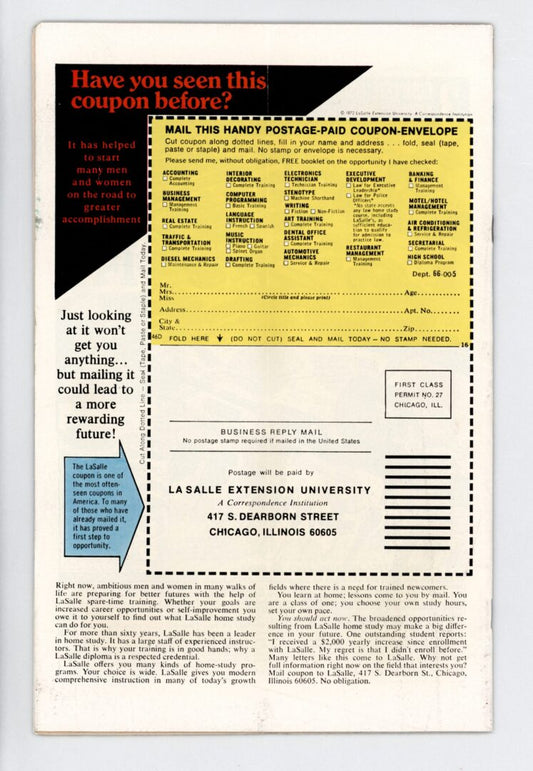 Have you seen this
coupon before?
© 1972 LaSalle Extension University. A Correspondence Institution
It has helped
to start
many men
and women
on the road to
greater
accomplishment
MAIL THIS HANDY POSTAGE-PAID COUPON-ENVELOPE
Cut coupon along dotted lines, fill in your name and address . . . fold, seal (tape,
paste or staple) and mail. No stamp or envelope is necessary.
Please send me, without obligation, FREE booklet on the opportunity I have checked:
ACCOUNTING
Complete
Accounting
BUSINESS
MANAGEMENT
Management
Training
REAL ESTATE
Complete Training
TRAFFIC &
TRANSPORTATION
Complete Training
DIESEL MECHANICS
Maintenance & Repair
INTERIOR
DECORATING
Complete Training
COMPUTER
PROGRAMMING
Basic Training
LANGUAGE
INSTRUCTION
French Spanish
MUSIC
INSTRUCTION
Piano Guitar
Spinet Organ
DRAFTING
Complete Training
ELECTRONICS
TECHNICIAN
Technician Training
STENOTYPE
Machine Shorthand
WRITING
Fiction Non-Fiction
ART TRAINING
Complete Training
DENTAL OFFICE
ASSISTANT
Complete Training
AUTOMOTIVE
MECHANICS
Service & Repair
EXECUTIVE
DEVELOPMENT
Law for Executive
Leadership*
Law for Police
Officers*
*No state accepts
any law home study
course, including
LaSalle's, as
sufficient educa-
tion to qualify
for admission to
practice law.
RESTAURANT
MANAGEMENT
Management
Training
BANKING
& FINANCE
Management
Training
MOTEL/HOTEL
MANAGEMENT
Complete Training
AIR CONDITIONING
& REFRIGERATION
Service & Repair
SECRETARIAL
Complete Training
HIGH SCHOOL
Diploma Program
Dept. 66-005
Mr.
Mrs.
Miss
(Circle title and please print)
Age
Address
Apt. No.
City &
State
Zip
46D FOLD HERE (DO NOT CUT) SEAL AND MAIL TODAY – NO STAMP NEEDED. 16
Cut Along Dotted Line – Seal (Tape, Paste or Staple) and Mail Today.
Just looking
at it won't
get you
anything...
but mailing it
could lead to
a more
rewarding
future!
The LaSalle
coupon is one of
the most often-
seen coupons in
America. To many
of those who have
already mailed it,
it has proved a
first step to
opportunity.
FIRST CLASS
PERMIT NO. 27
CHICAGO, ILL.
BUSINESS REPLY MAIL
No postage stamp required if mailed in the United States
Postage will be paid by
LA SALLE EXTENSION UNIVERSITY
A Correspondence Institution
417 S. DEARBORN STREET
CHICAGO, ILLINOIS 60605
Right now, ambitious men and women in many walks of
life are preparing for better futures with the help of
LaSalle spare-time training. Whether your goals are
increased career opportunities or self-improvement you
owe it to yourself to find out what LaSalle home study
can do for you.
For more than sixty years, LaSalle has been a leader
in home study. It has a large staff of experienced instruc-
tors. That is why your training is in good hands; why a
LaSalle diploma is a respected credential.
LaSalle offers you many kinds of home-study pro-
grams. Your choice is wide. LaSalle gives you modern
comprehensive instruction in many of today's growth
fields where there is a need for trained newcomers.
You learn at home; lessons come to you by mail. You
are a class of one; you choose your own study hours,
set your own pace.
You should act now. The broadened opportunities re-
sulting from LaSalle home study may make a big differ-
ence in your future. One outstanding student reports:
"I received a $2,000 yearly increase since enrollment
with LaSalle. My regret is that I didn't enroll before."
Many letters like this come to LaSalle. Why not get
full information right now on the field that interests you?
Mail coupon to LaSalle, 417 S. Dearborn St., Chicago,
Illinois 60605. No obligation.